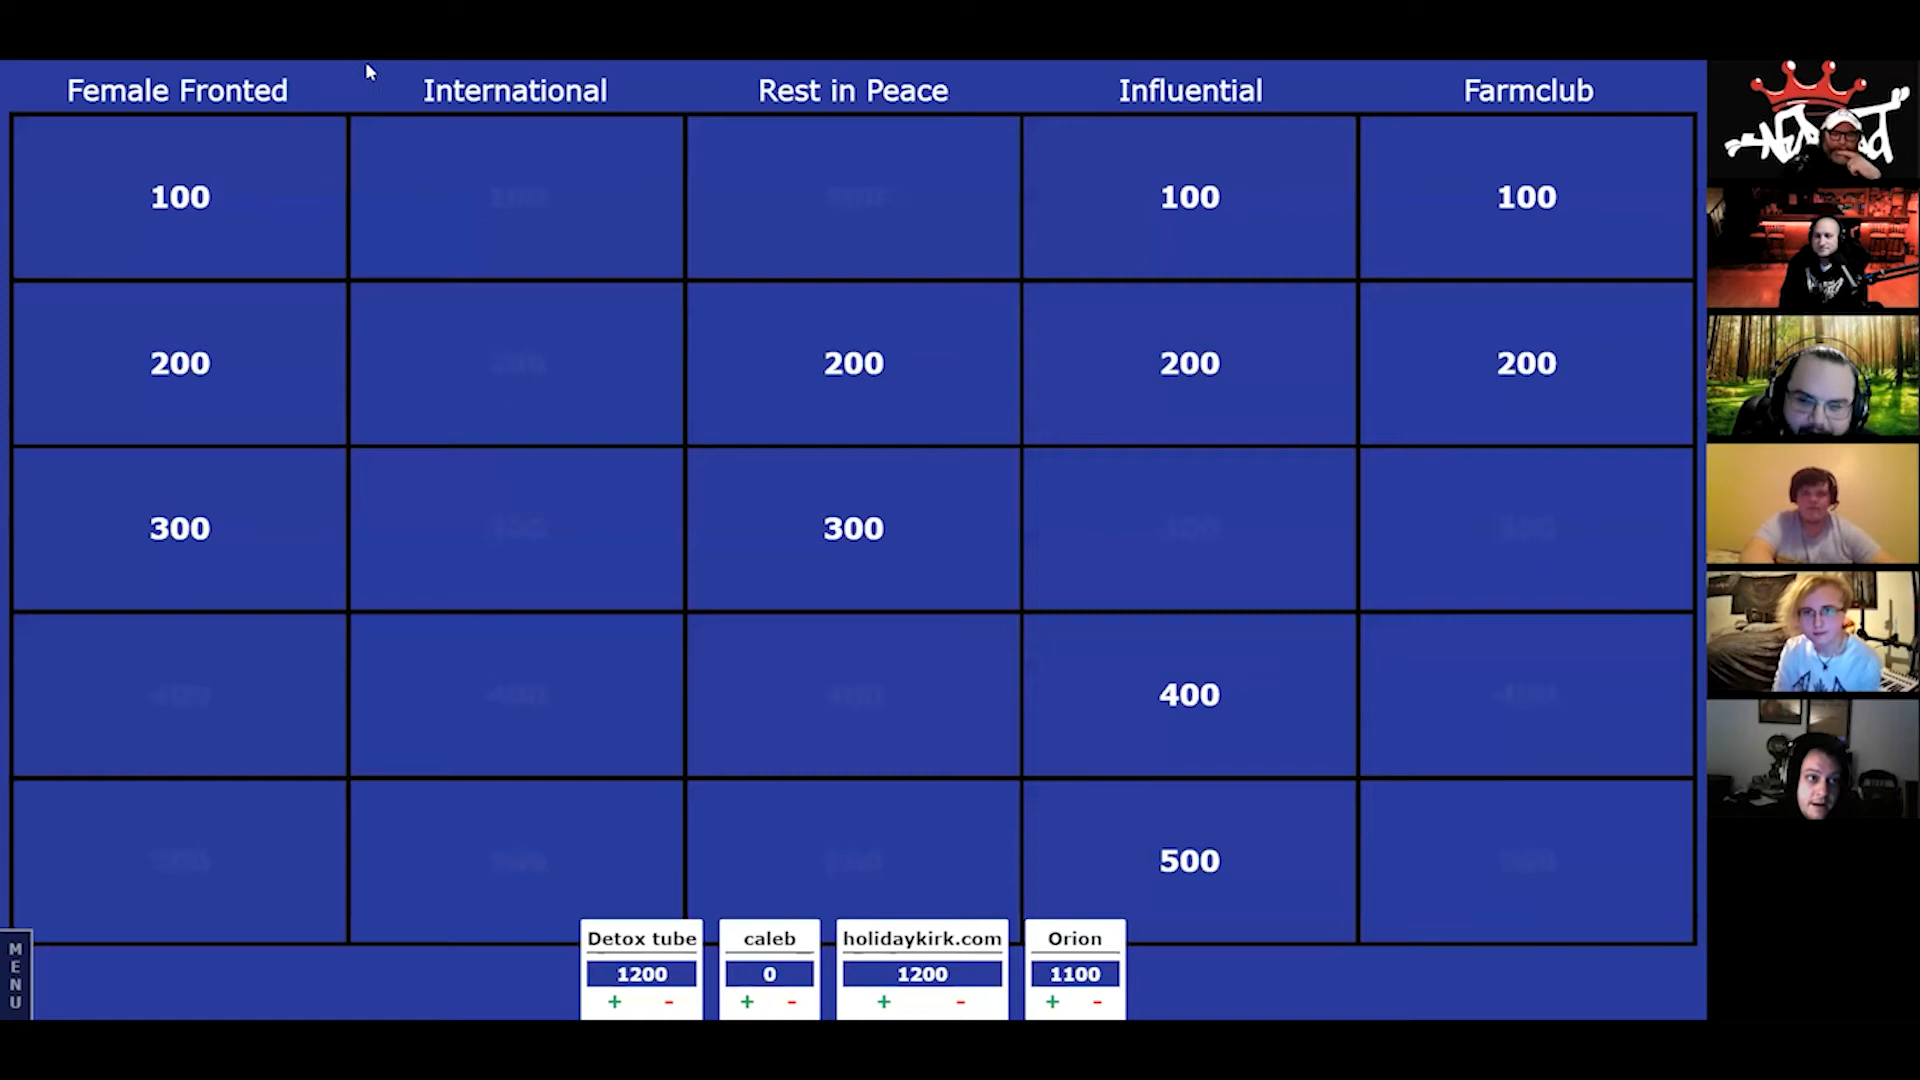 Female Fronted International Rest in Peace Influential Farmclub
100 100 100
200 200 200 200
300 300
400
500
Detox tube caleb holidaykirk.com Orion
1200 0 1200 1100
+ - + - + - + -
MENU